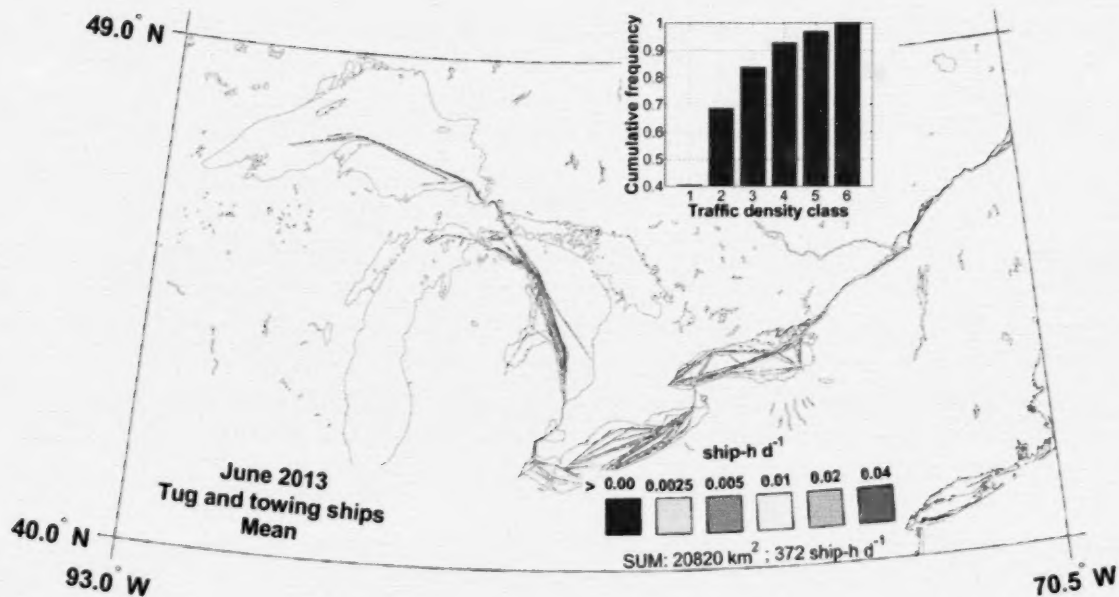 49.0° N
Cumulative frequency
1
0.9
0.8
0.7
0.6
0.5
0.4
1 2 3 4 5 6
Traffic density class
ship-h d-1
> 0.00 0.0025 0.005 0.01 0.02 0.04
SUM: 20820 km2 ; 372 ship-h d-1
June 2013
Tug and towing ships
Mean
40.0° N
93.0° W
70.5° W